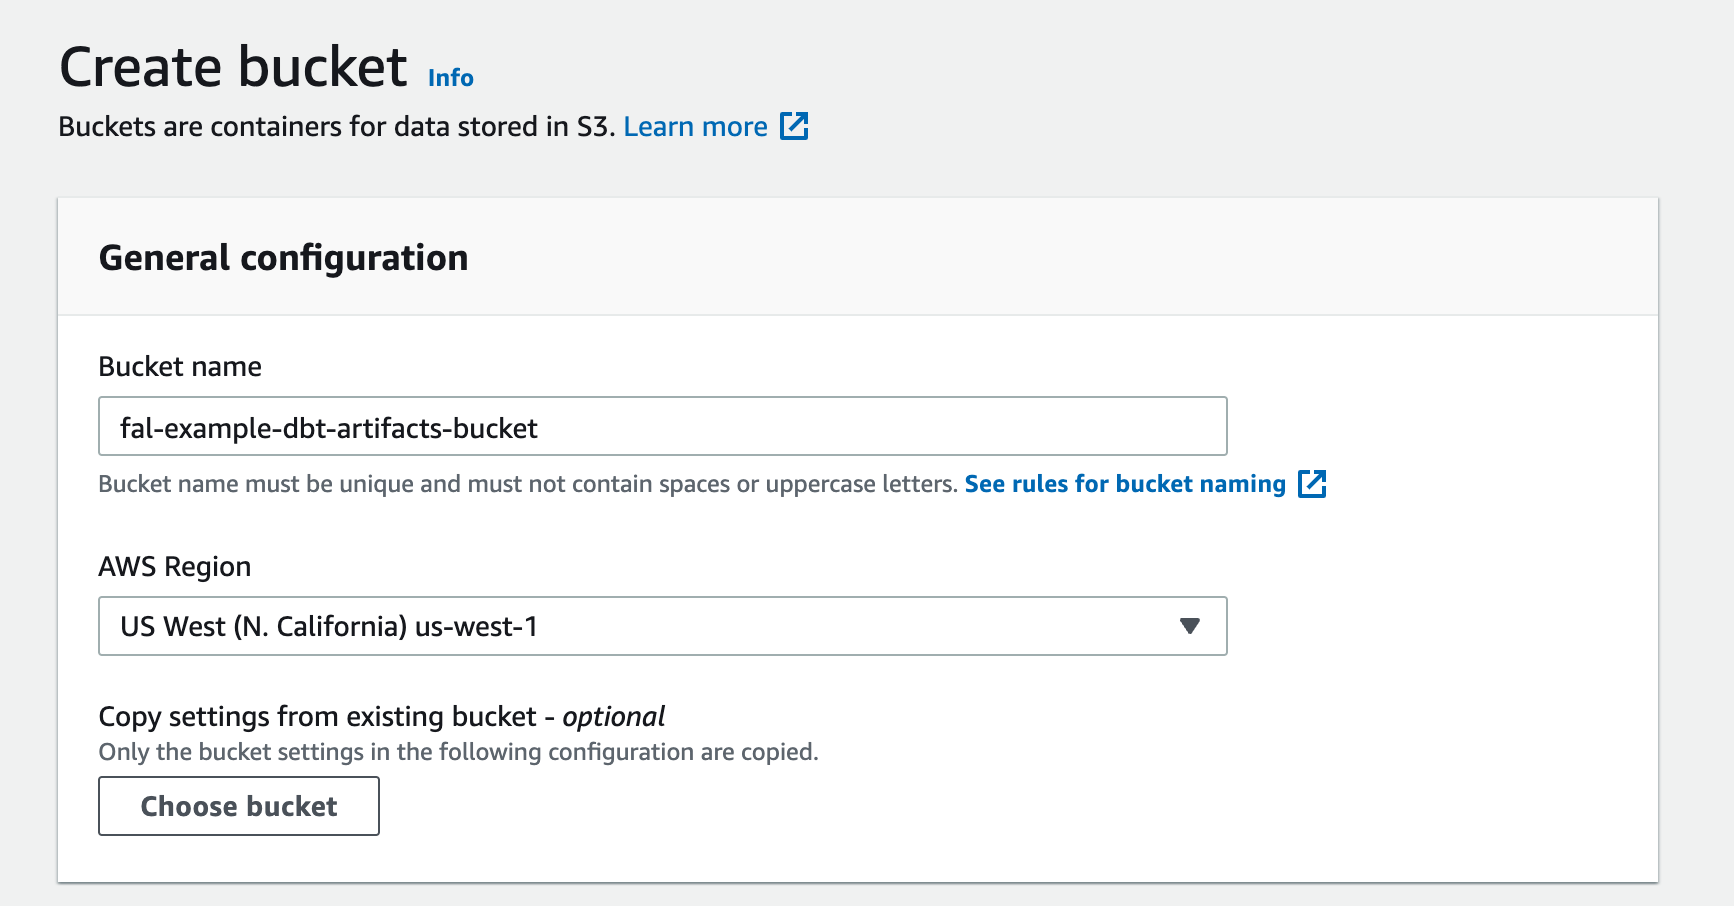 Create bucket Info
Buckets are containers for data stored in S3. Learn more
General configuration
Bucket name
fal-example-dbt-artifacts-bucket
Bucket name must be unique and must not contain spaces or uppercase letters. See rules for bucket naming
AWS Region
US West (N. California) us-west-1
Copy settings from existing bucket - optional
Only the bucket settings in the following configuration are copied.
Choose bucket